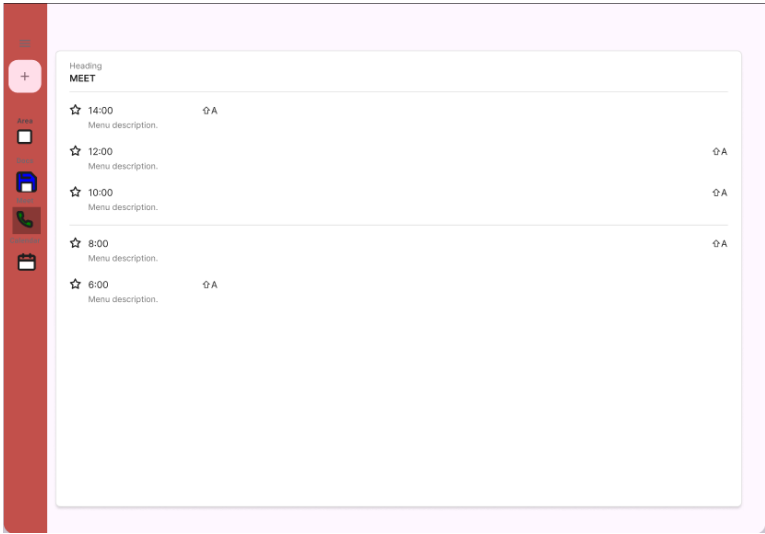 Heading
MEET
14:00 ⇧A
Menu description.
12:00 ⇧A
Menu description.
10:00 ⇧A
Menu description.
8:00 ⇧A
Menu description.
6:00 ⇧A
Menu description.
+
Area